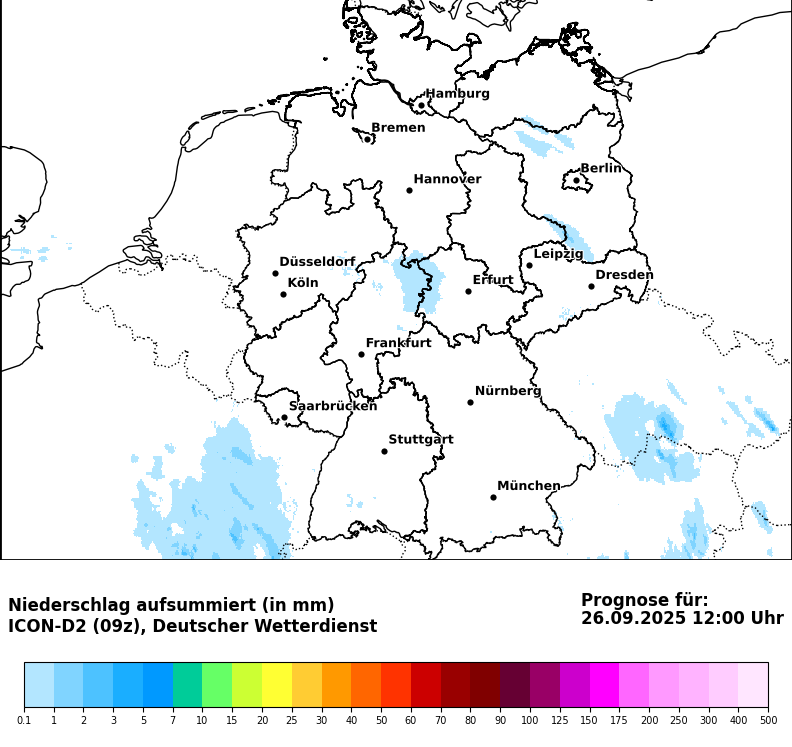 Hamburg
Bremen
Berlin
Hannover
Leipzig
Düsseldorf
Dresden
Köln
Erfurt
Frankfurt
Nürnberg
Saarbrücken
Stuttgart
München
Niederschlag aufsummiert (in mm)
ICON-D2 (09z), Deutscher Wetterdienst
Prognose für:
26.09.2025 12:00 Uhr
0.1 1 2 3 5 7 10 15 20 25 30 40 50 60 70 80 90 100 125 150 175 200 250 300 400 500